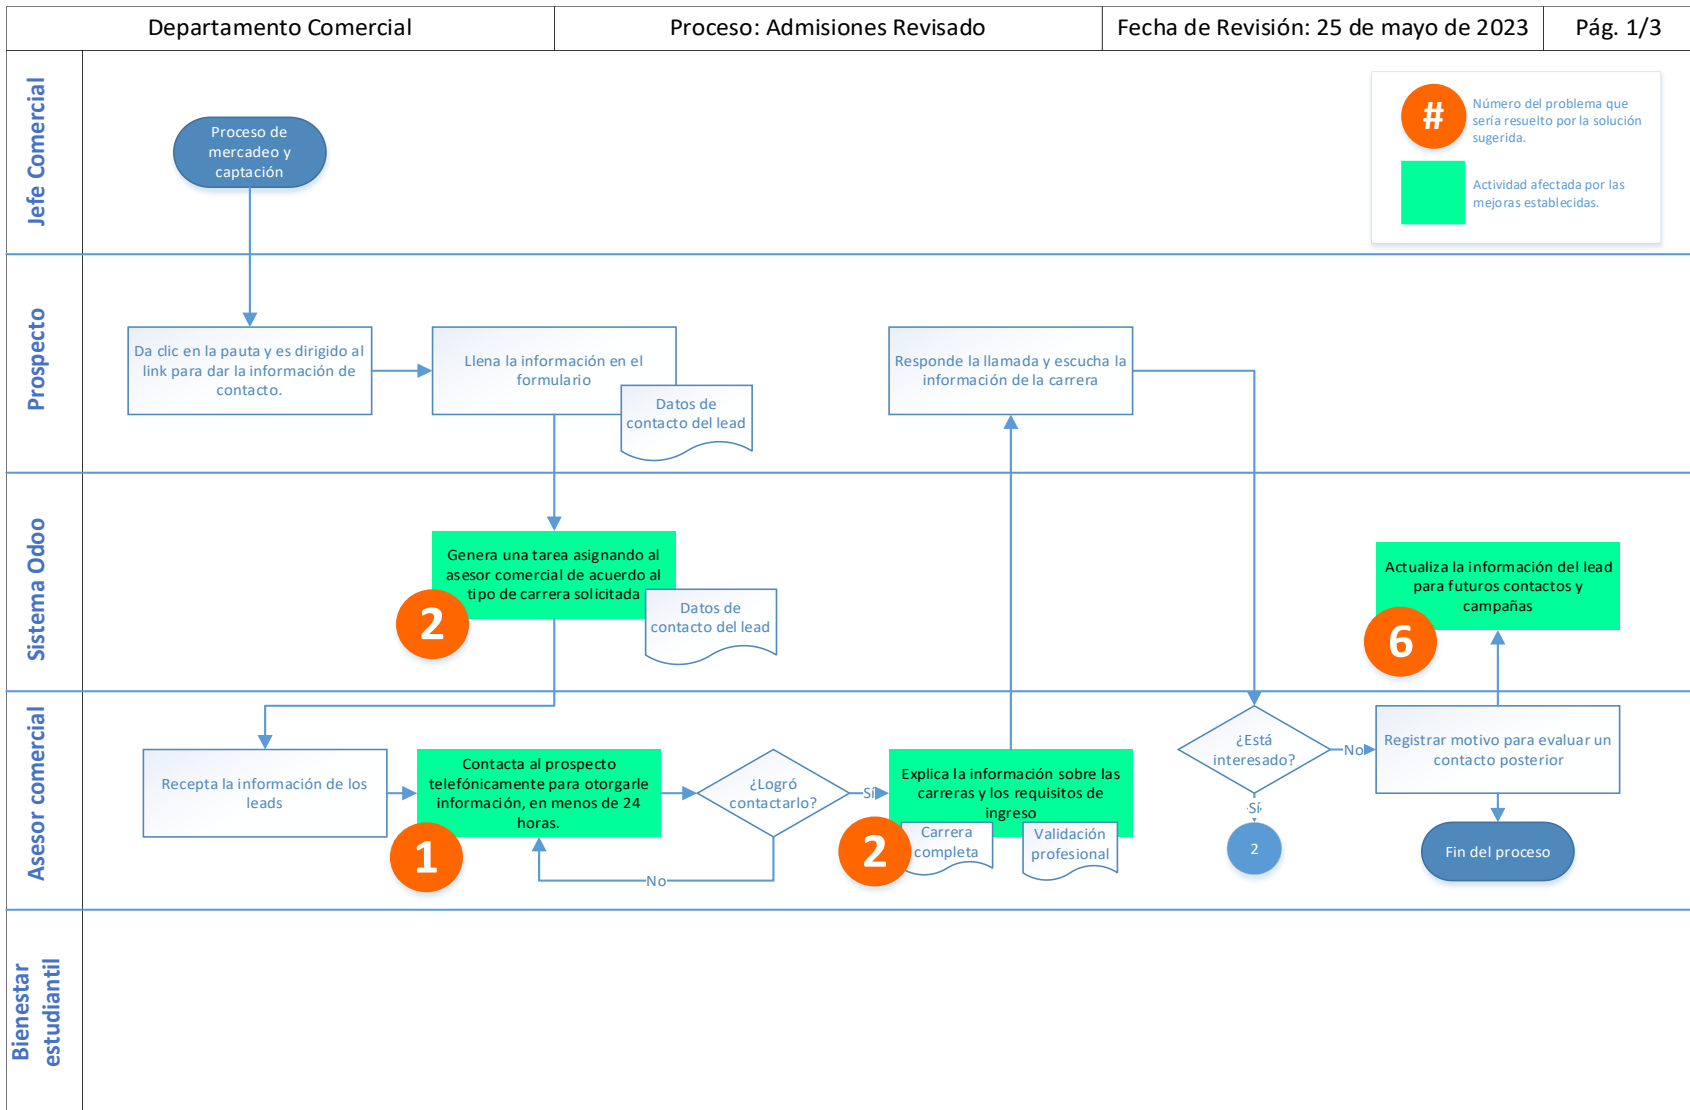 Departamento Comercial
Proceso: Admisiones Revisado
Fecha de Revisión: 25 de mayo de 2023
Pág. 1/3
Jefe Comercial
Proceso de
mercadeo y
captación
#
Número del problema que
sería resuelto por la solución
sugerida.
Actividad afectada por las
mejoras establecidas.
Prospecto
Da clic en la pauta y es dirigido al
link para dar la información de
contacto.
Llena la información en el
formulario
Datos de
contacto del lead
Responde la llamada y escucha la
información de la carrera
Sistema Odoo
Genera una tarea asignando al
asesor comercial de acuerdo al
tipo de carrera solicitada
2
Datos de
contacto del lead
Actualiza la información del lead
para futuros contactos y
campañas
6
Asesor comercial
Recepta la información de los
leads
Contacta al prospecto
telefónicamente para otorgarle
información, en menos de 24
horas.
1
¿Logró
contactarlo?
No
Sí
Explica la información sobre las
carreras y los requisitos de
ingreso
2
Carrera
completa
Validación
profesional
¿Está
interesado?
No
Sí
2
Registrar motivo para evaluar un
contacto posterior
Fin del proceso
Bienestar
estudiantil